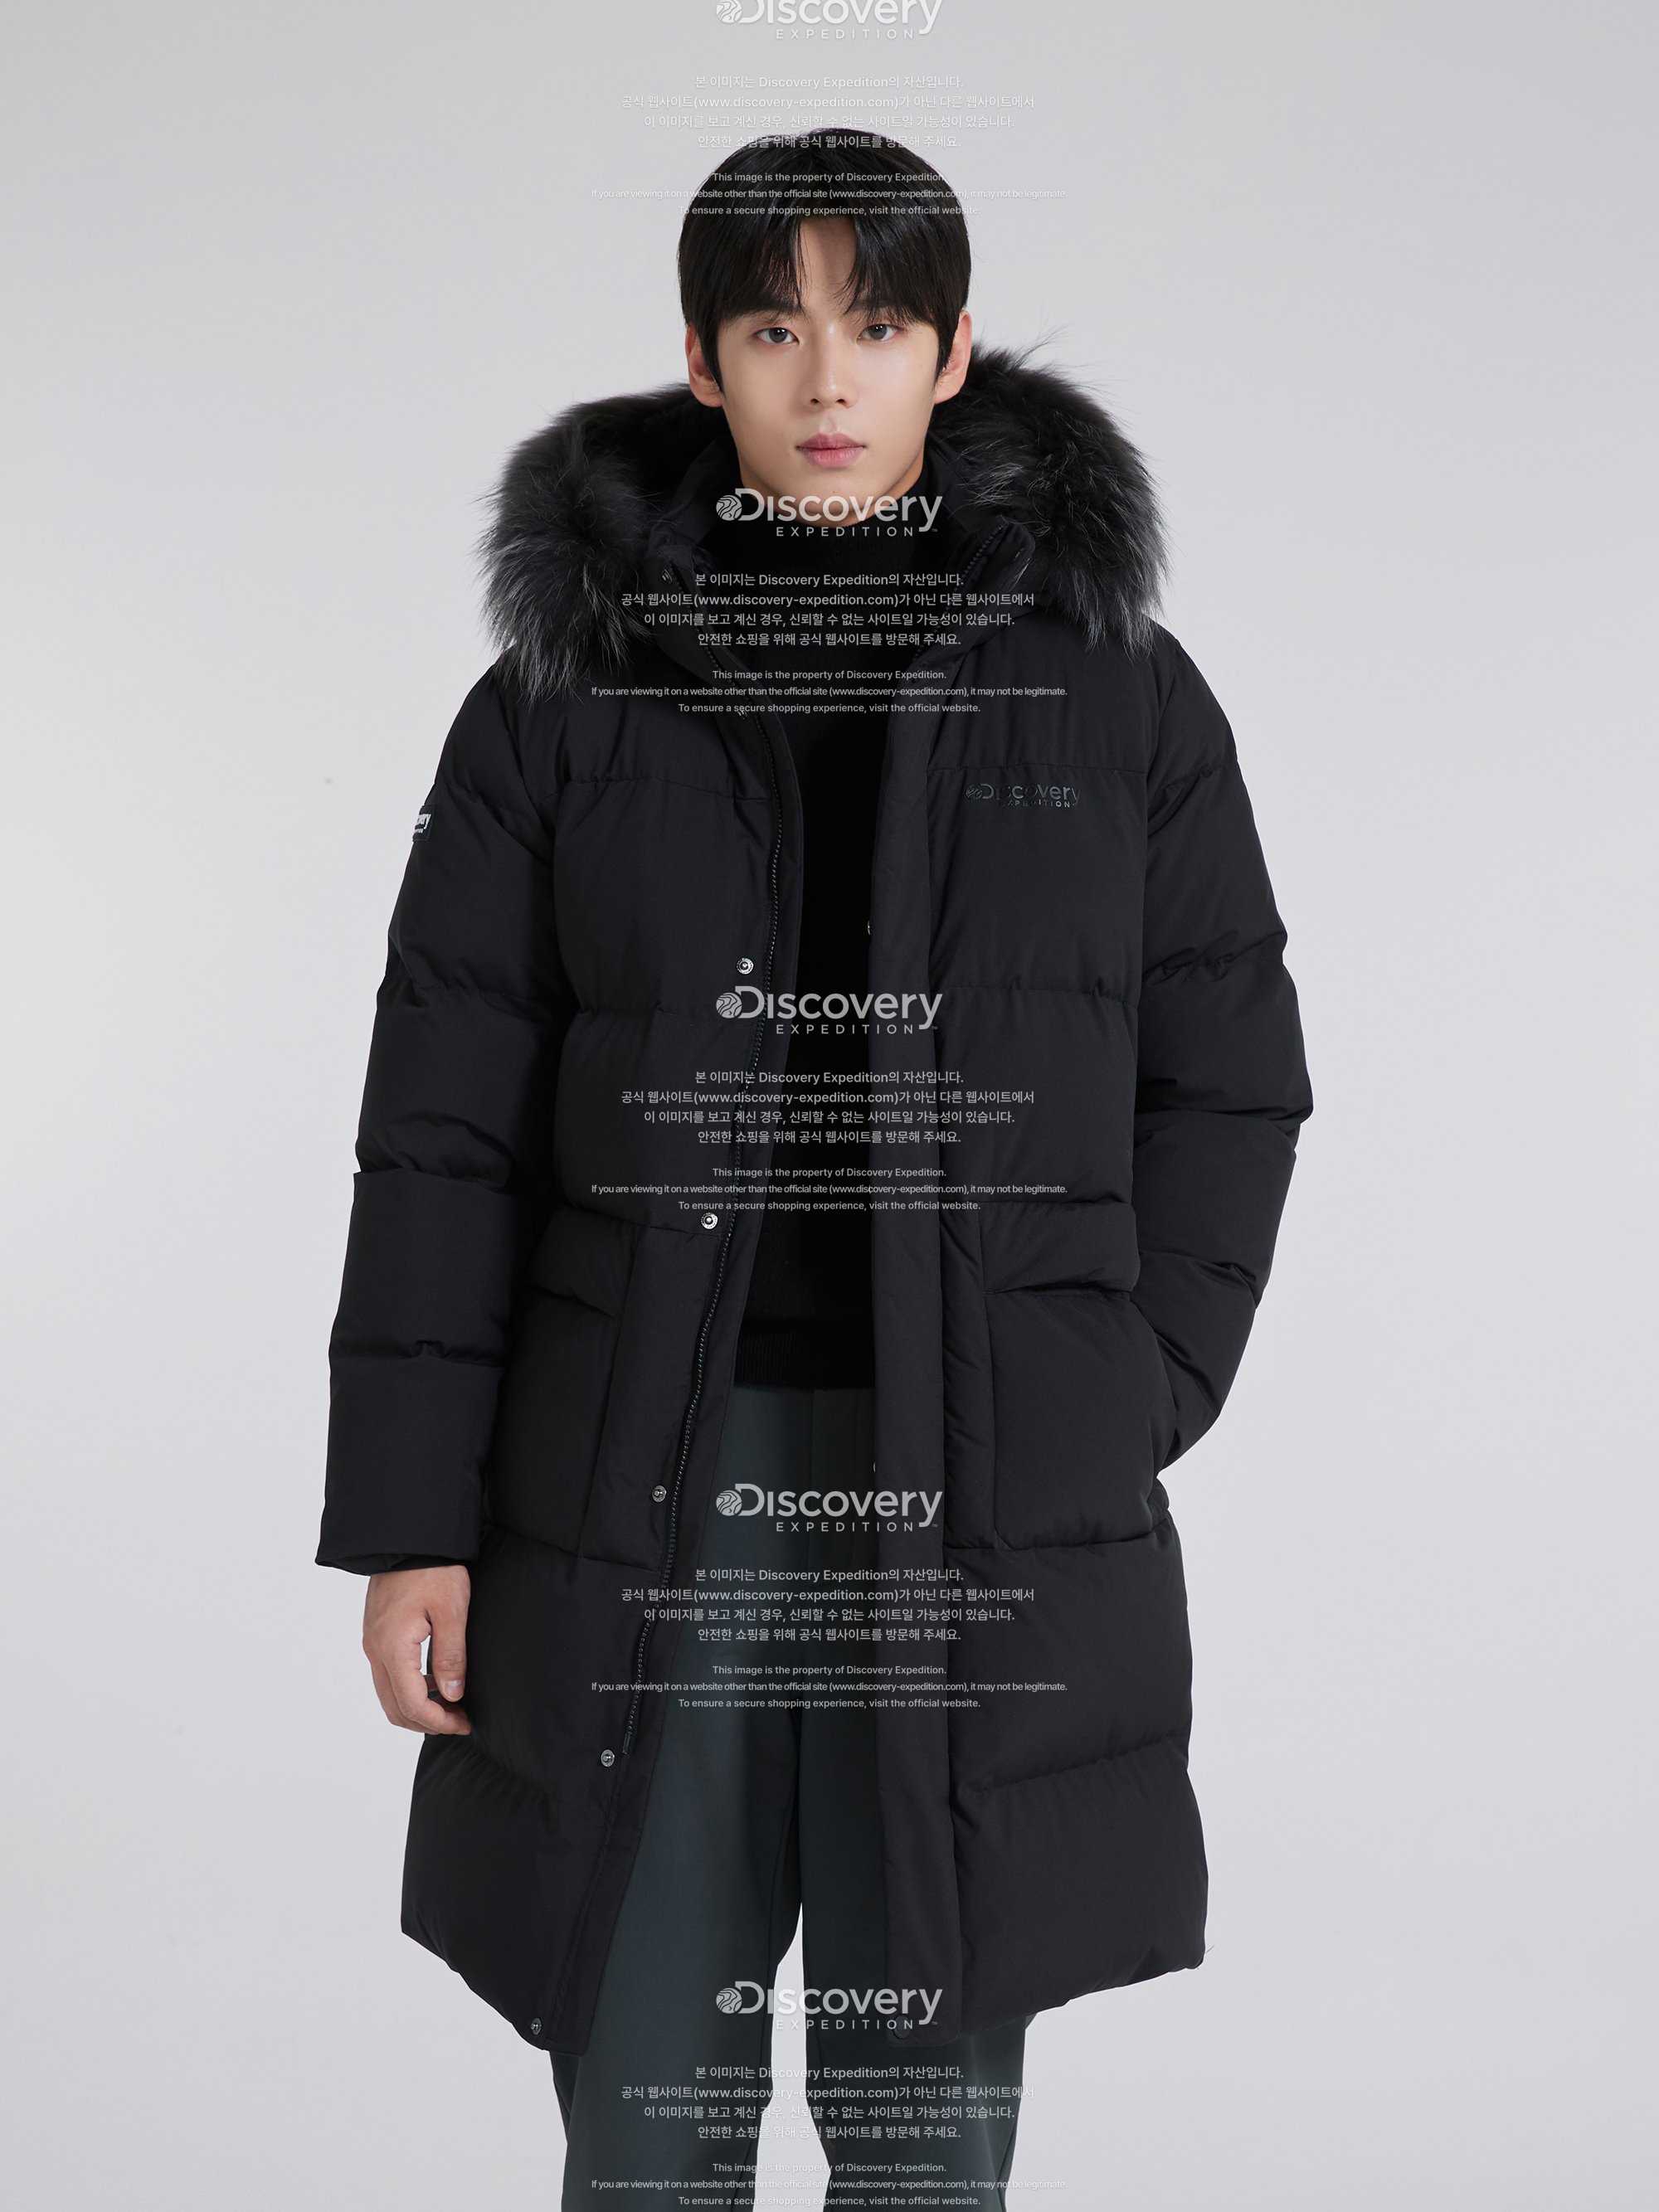 Discovery
EXPEDITION
본 이미지는 Discovery Expedition의 자산입니다.
공식 웹사이트(www.discovery-expedition.com)가 아닌 다른 웹사이트에서
이 이미지를 보고 계신 경우, 신뢰할 수 없는 사이트일 가능성이 있습니다.
안전한 쇼핑을 위해 공식 웹사이트를 방문해 주세요.
This image is the property of Discovery Expedition.
If you are viewing it on a website other than the official site (www.discovery-expedition.com), it may not be legitimate.
To ensure a secure shopping experience, visit the official website.
Discovery
EXPEDITION™
본 이미지는 Discovery Expedition의 자산입니다.
공식 웹사이트(www.discovery-expedition.com)가 아닌 다른 웹사이트에서
이 이미지를 보고 계신 경우, 신뢰할 수 없는 사이트일 가능성이 있습니다.
안전한 쇼핑을 위해 공식 웹사이트를 방문해 주세요.
This image is the property of Discovery Expedition.
If you are viewing it on a website other than the official site (www.discovery-expedition.com), it may not be legitimate.
To ensure a secure shopping experience, visit the official website.
Discovery
EXPEDITION
Discovery
EXPEDITION™
본 이미지는 Discovery Expedition의 자산입니다.
공식 웹사이트(www.discovery-expedition.com)가 아닌 다른 웹사이트에서
이 이미지를 보고 계신 경우, 신뢰할 수 없는 사이트일 가능성이 있습니다.
안전한 쇼핑을 위해 공식 웹사이트를 방문해 주세요.
This image is the property of Discovery Expedition.
If you are viewing it on a website other than the official site (www.discovery-expedition.com), it may not be legitimate.
To ensure a secure shopping experience, visit the official website.
Discovery
EXPEDITION™
본 이미지는 Discovery Expedition의 자산입니다.
공식 웹사이트(www.discovery-expedition.com)가 아닌 다른 웹사이트에서
이 이미지를 보고 계신 경우, 신뢰할 수 없는 사이트일 가능성이 있습니다.
안전한 쇼핑을 위해 공식 웹사이트를 방문해 주세요.
This image is the property of Discovery Expedition.
If you are viewing it on a website other than the official site (www.discovery-expedition.com), it may not be legitimate.
To ensure a secure shopping experience, visit the official website.
Discovery
EXPEDITION™
본 이미지는 Discovery Expedition의 자산입니다.
공식 웹사이트(www.discovery-expedition.com)가 아닌 다른 웹사이트에서
이 이미지를 보고 계신 경우, 신뢰할 수 없는 사이트일 가능성이 있습니다.
안전한 쇼핑을 위해 공식 웹사이트를 방문해 주세요.
This image is the property of Discovery Expedition.
If you are viewing it on a website other than the official site (www.discovery-expedition.com), it may not be legitimate.
To ensure a secure shopping experience, visit the official website.